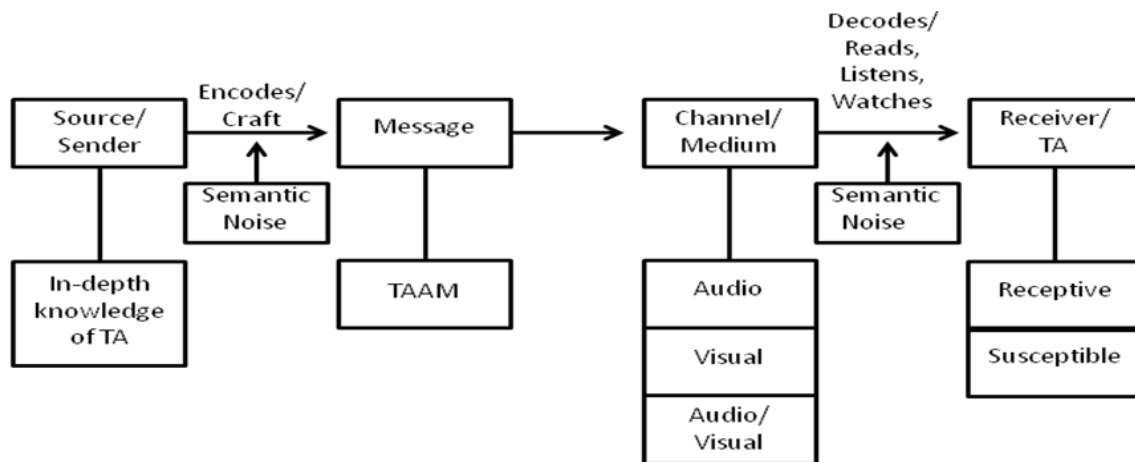 Source/
Sender
Encodes/
Craft
Semantic
Noise
Message
Channel/
Medium
Decodes/
Reads,
Listens,
Watches
Semantic
Noise
Receiver/
TA
In-depth
knowledge
of TA
TAAM
Audio
Visual
Audio/
Visual
Receptive
Susceptible